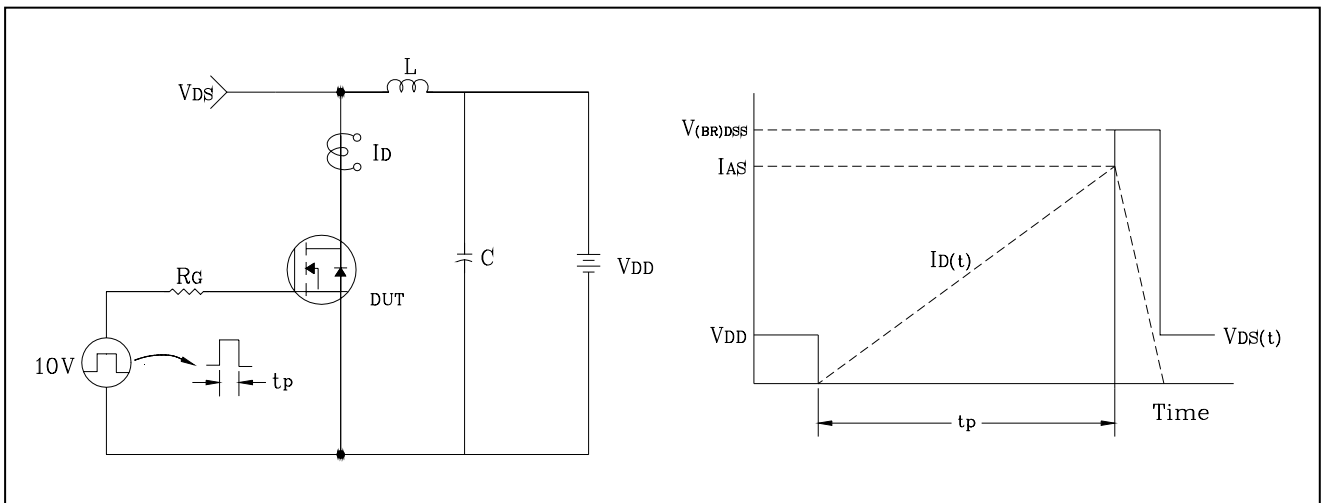 L
VDS
ID
RG
DUT
C
VDD
10V
tp
V(BR)DSS
IAS
ID(t)
VDD
VDS(t)
tp
Time